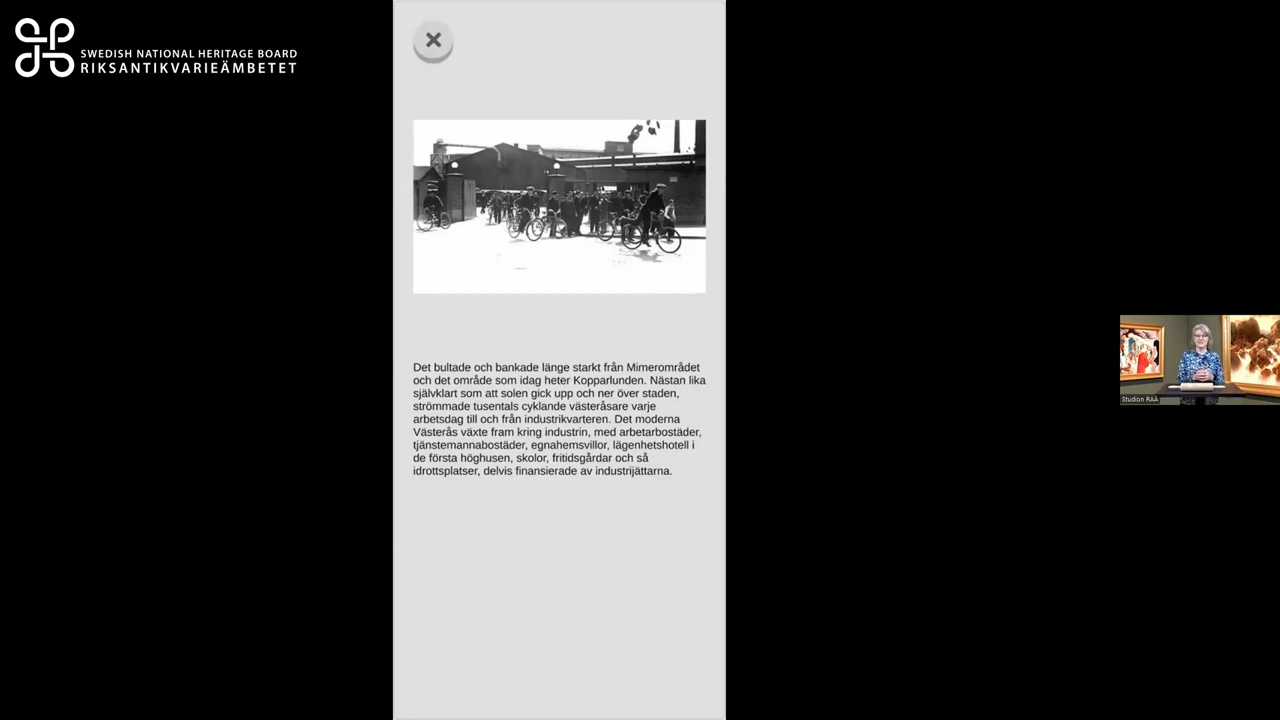 SWEDISH NATIONAL HERITAGE BOARD
RIKSANTIKVARIEÄMBETET
Det bultade och bankade länge starkt från Mimerområdet
och det område som idag heter Kopparlunden. Nästan lika
självklart som att solen gick upp och ner över staden,
strömmade tusentals cyklande västeråsare varje
arbetsdag till och från industrikvarteren. Det moderna
Västerås växte fram kring industrin, med arbetarbostäder,
tjänstemannabostäder, egnahemsvillor, lägenhetshotell i
de första höghusen, skolor, fritidsgårdar och så
idrottsplatser, delvis finansierade av industrijättarna.
Studion RAÄ